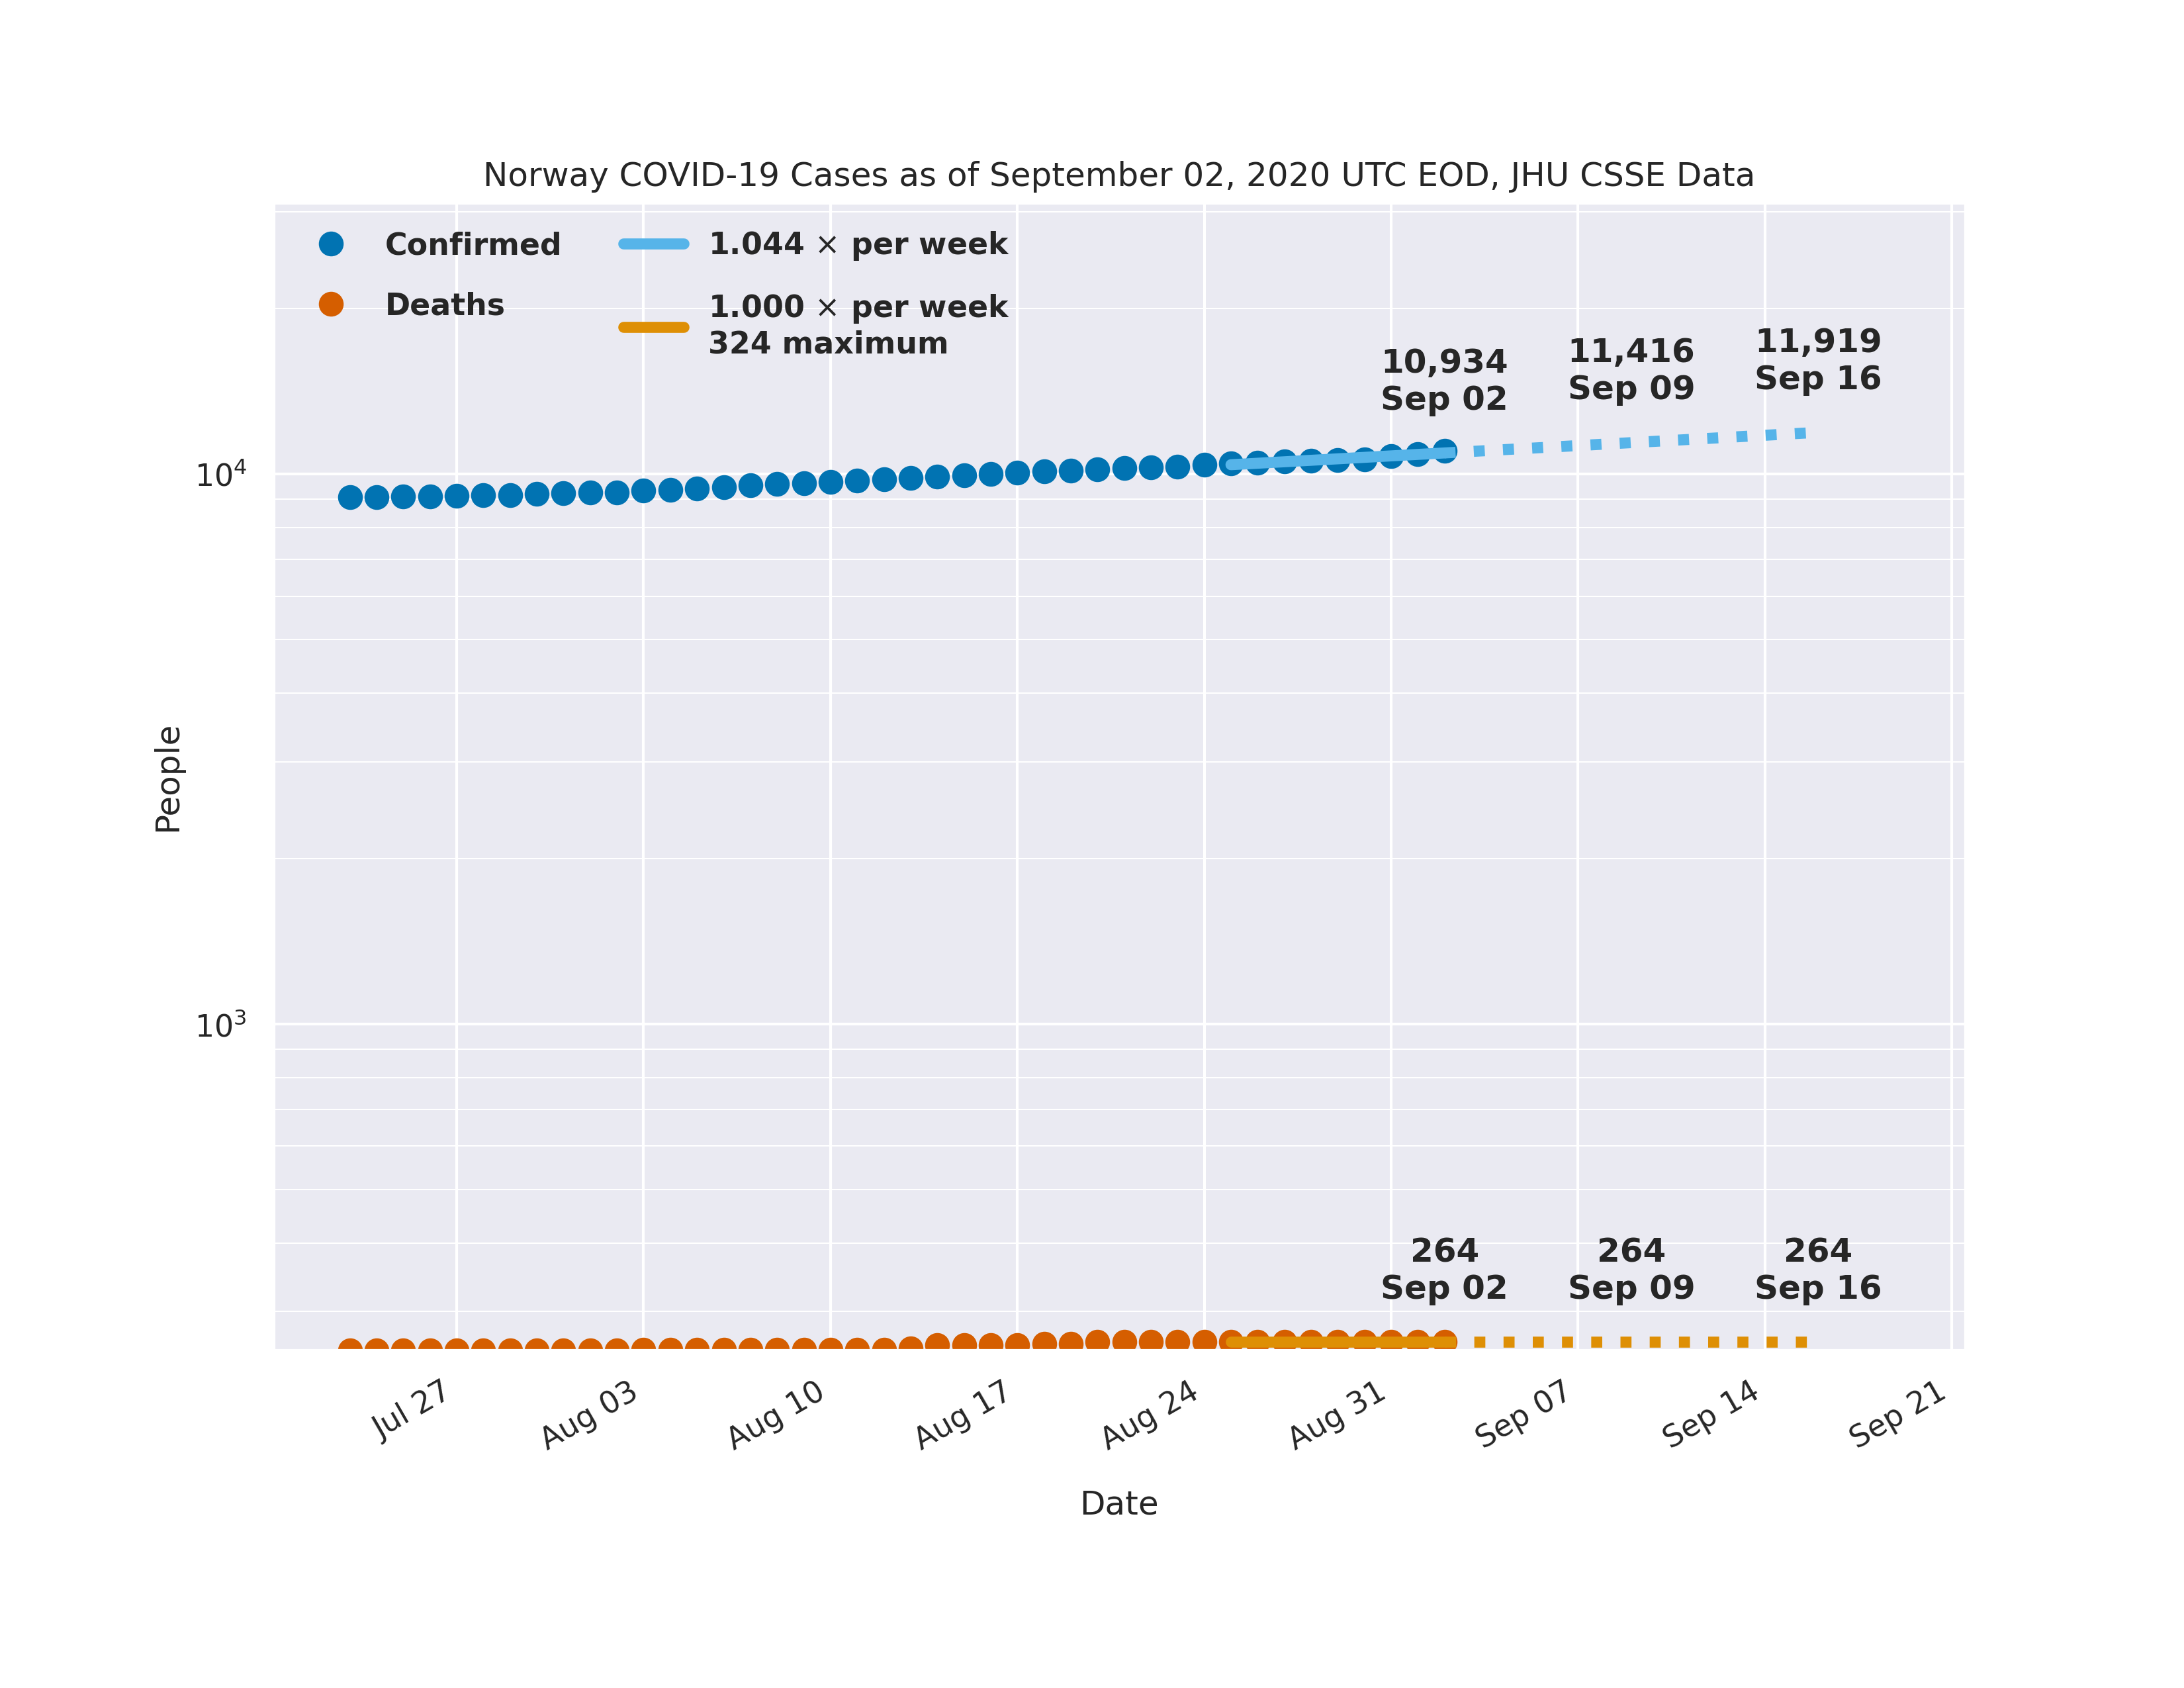 Norway COVID-19 Cases as of September 02, 2020 UTC EOD, JHU CSSE Data
Confirmed
Deaths
1.044 × per week
1.000 × per week
324 maximum
10,934
Sep 02
11,416
Sep 09
11,919
Sep 16
10⁴
People
10³
264
Sep 02
264
Sep 09
264
Sep 16
Jul 27
Aug 03
Aug 10
Aug 17
Aug 24
Aug 31
Sep 07
Sep 14
Sep 21
Date